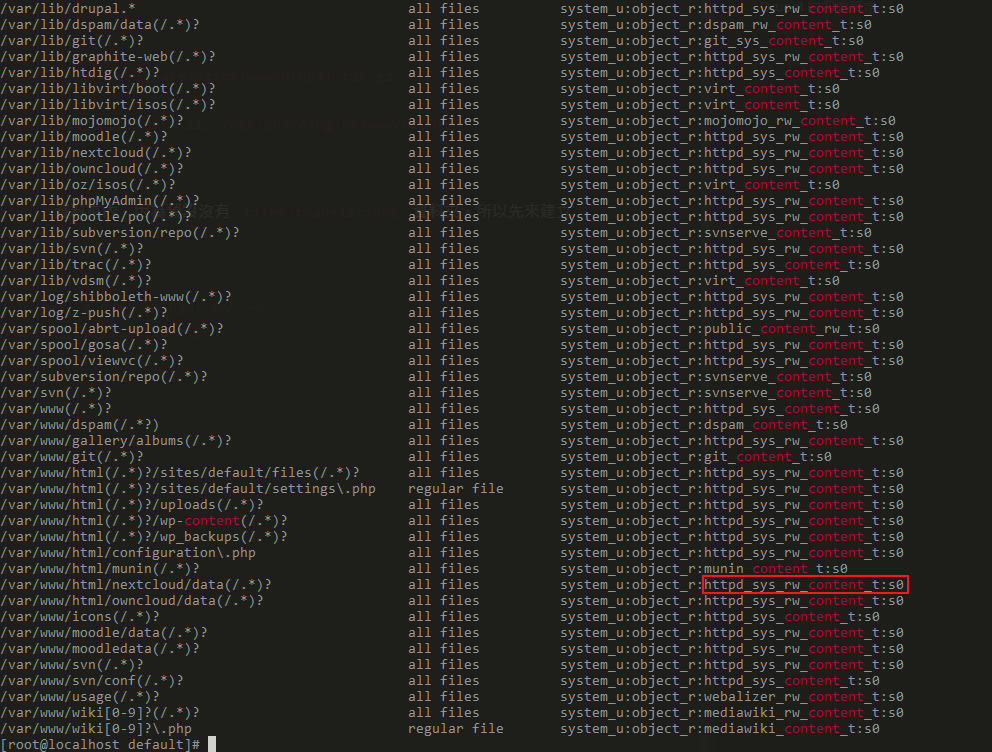 /var/lib/drupal.* all files system_u:object_r:httpd_sys_rw_content_t:s0
/var/lib/dspam/data(/.*)? all files system_u:object_r:dspam_rw_content_t:s0
/var/lib/git(/.*)? all files system_u:object_r:git_sys_content_t:s0
/var/lib/graphite-web(/.*)? all files system_u:object_r:httpd_sys_rw_content_t:s0
/var/lib/htdig(/.*)? all files system_u:object_r:httpd_sys_content_t:s0
/var/lib/libvirt/boot(/.*)? all files system_u:object_r:virt_content_t:s0
/var/lib/libvirt/isos(/.*)? all files system_u:object_r:virt_content_t:s0
/var/lib/mojomojo(/.*)? all files system_u:object_r:mojomojo_rw_content_t:s0
/var/lib/moodle(/.*)? all files system_u:object_r:httpd_sys_rw_content_t:s0
/var/lib/nextcloud(/.*)? all files system_u:object_r:httpd_sys_rw_content_t:s0
/var/lib/owncloud(/.*)? all files system_u:object_r:httpd_sys_rw_content_t:s0
/var/lib/oz/isos(/.*)? all files system_u:object_r:virt_content_t:s0
/var/lib/phpMyAdmin(/.*)? all files system_u:object_r:httpd_sys_rw_content_t:s0
/var/lib/pootle/po(/.*)? all files system_u:object_r:httpd_sys_rw_content_t:s0
沒有 所以先來建
/var/lib/subversion/repo(/.*)? all files system_u:object_r:svnserve_content_t:s0
/var/lib/svn(/.*)? all files system_u:object_r:httpd_sys_rw_content_t:s0
/var/lib/trac(/.*)? all files system_u:object_r:httpd_sys_content_t:s0
/var/lib/vdsm(/.*)? all files system_u:object_r:virt_content_t:s0
/var/log/shibboleth-www(/.*)? all files system_u:object_r:httpd_sys_rw_content_t:s0
/var/log/z-push(/.*)? all files system_u:object_r:httpd_sys_rw_content_t:s0
/var/spool/abrt-upload(/.*)? all files system_u:object_r:public_content_rw_t:s0
/var/spool/gosa(/.*)? all files system_u:object_r:httpd_sys_rw_content_t:s0
/var/spool/viewvc(/.*)? all files system_u:object_r:httpd_sys_rw_content_t:s0
/var/subversion/repo(/.*)? all files system_u:object_r:svnserve_content_t:s0
/var/svn(/.*)? all files system_u:object_r:svnserve_content_t:s0
/var/www(/.*)? all files system_u:object_r:httpd_sys_content_t:s0
/var/www/dspam(/.*?) all files system_u:object_r:dspam_content_t:s0
/var/www/gallery/albums(/.*)? all files system_u:object_r:httpd_sys_rw_content_t:s0
/var/www/git(/.*)? all files system_u:object_r:git_content_t:s0
/var/www/html(/.*)?/sites/default/files(/.*)? all files system_u:object_r:httpd_sys_rw_content_t:s0
/var/www/html(/.*)?/sites/default/settings\.php regular file system_u:object_r:httpd_sys_rw_content_t:s0
/var/www/html(/.*)?/uploads(/.*)? all files system_u:object_r:httpd_sys_rw_content_t:s0
/var/www/html(/.*)?/wp-content(/.*)? all files system_u:object_r:httpd_sys_rw_content_t:s0
/var/www/html(/.*)?/wp_backups(/.*)? all files system_u:object_r:httpd_sys_rw_content_t:s0
/var/www/html/configuration\.php all files system_u:object_r:httpd_sys_rw_content_t:s0
/var/www/html/munin(/.*)? all files system_u:object_r:munin_content_t:s0
/var/www/html/nextcloud/data(/.*)? all files system_u:object_r:httpd_sys_rw_content_t:s0
/var/www/html/owncloud/data(/.*)? all files system_u:object_r:httpd_sys_rw_content_t:s0
/var/www/icons(/.*)? all files system_u:object_r:httpd_sys_content_t:s0
/var/www/moodle/data(/.*)? all files system_u:object_r:httpd_sys_rw_content_t:s0
/var/www/moodledata(/.*)? all files system_u:object_r:httpd_sys_rw_content_t:s0
/var/www/svn(/.*)? all files system_u:object_r:httpd_sys_rw_content_t:s0
/var/www/svn/conf(/.*)? all files system_u:object_r:httpd_sys_content_t:s0
/var/www/usage(/.*)? all files system_u:object_r:webalizer_rw_content_t:s0
/var/www/wiki[0-9]?(/.*)? all files system_u:object_r:mediawiki_rw_content_t:s0
/var/www/wiki[0-9]?\.php regular file system_u:object_r:mediawiki_content_t:s0
[root@localhost default]#